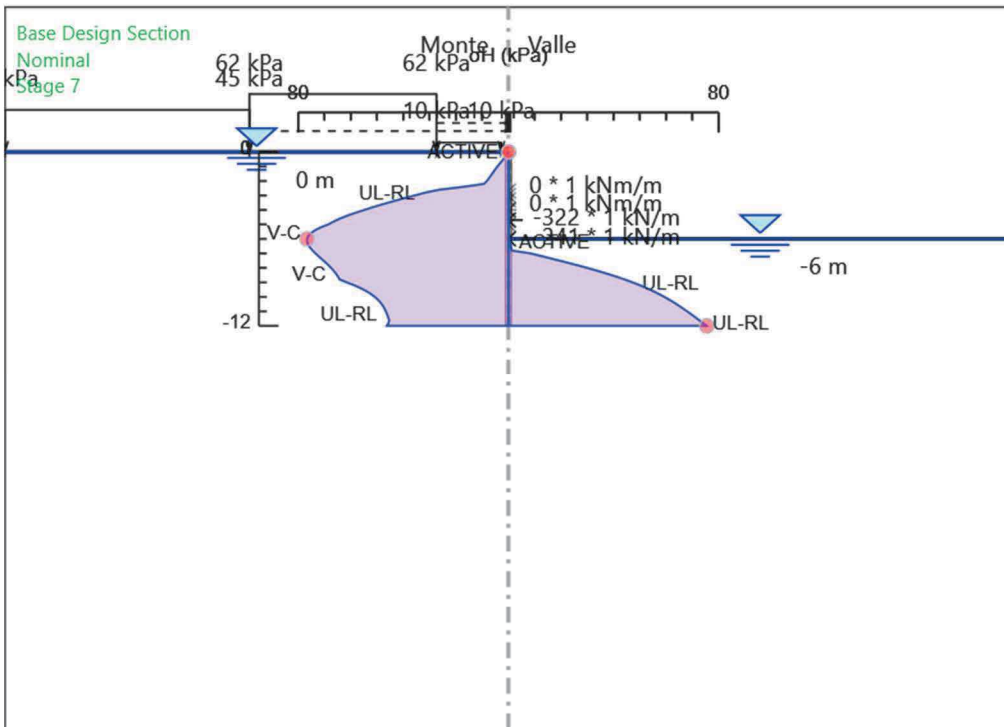 Base Design Section
Nominal
Stage 7
kPa
62 kPa
45 kPa
Monte
Valle
62 kPa
σH (kPa)
80
80
10 kPa
10 kPa
0
ACTIVE
0 m
UL-RL
0 * 1 kNm/m
0 * 1 kNm/m
-322 * 1 kN/m
-341 * 1 kN/m
V-C
ACTIVE
-6 m
V-C
UL-RL
UL-RL
-12
UL-RL